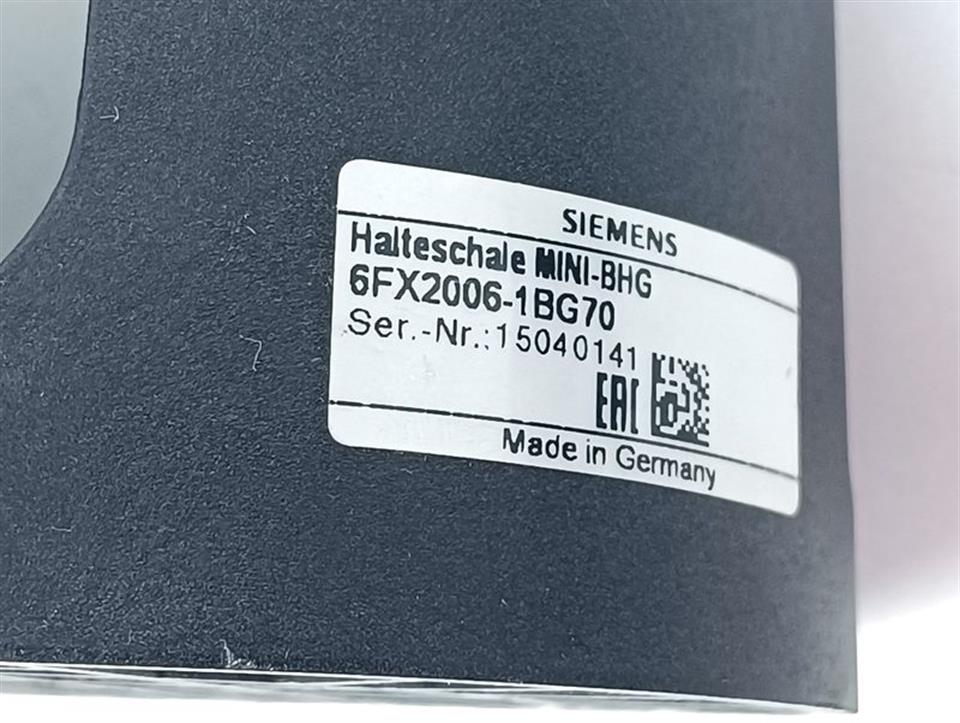 SIEMENS
Halteschale MINI-BHG
6FX2006-1BG70
Ser.-Nr.:15040141
EAC
Made in Germany